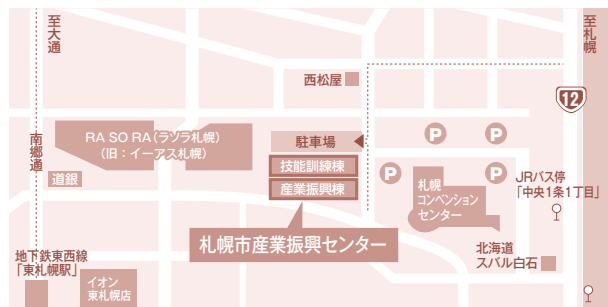 至大通
至札幌
西松屋
12
南郷通
RA SO RA（ラソラ札幌）
（旧：イーアス札幌）
駐車場
P
P
技能訓練棟
産業振興棟
道銀
P
P
札幌
コンベンション
センター
JRバス停
「中央1条1丁目」
札幌市産業振興センター
地下鉄東西線
「東札幌駅」
イオン
東札幌店
北海道
スバル白石